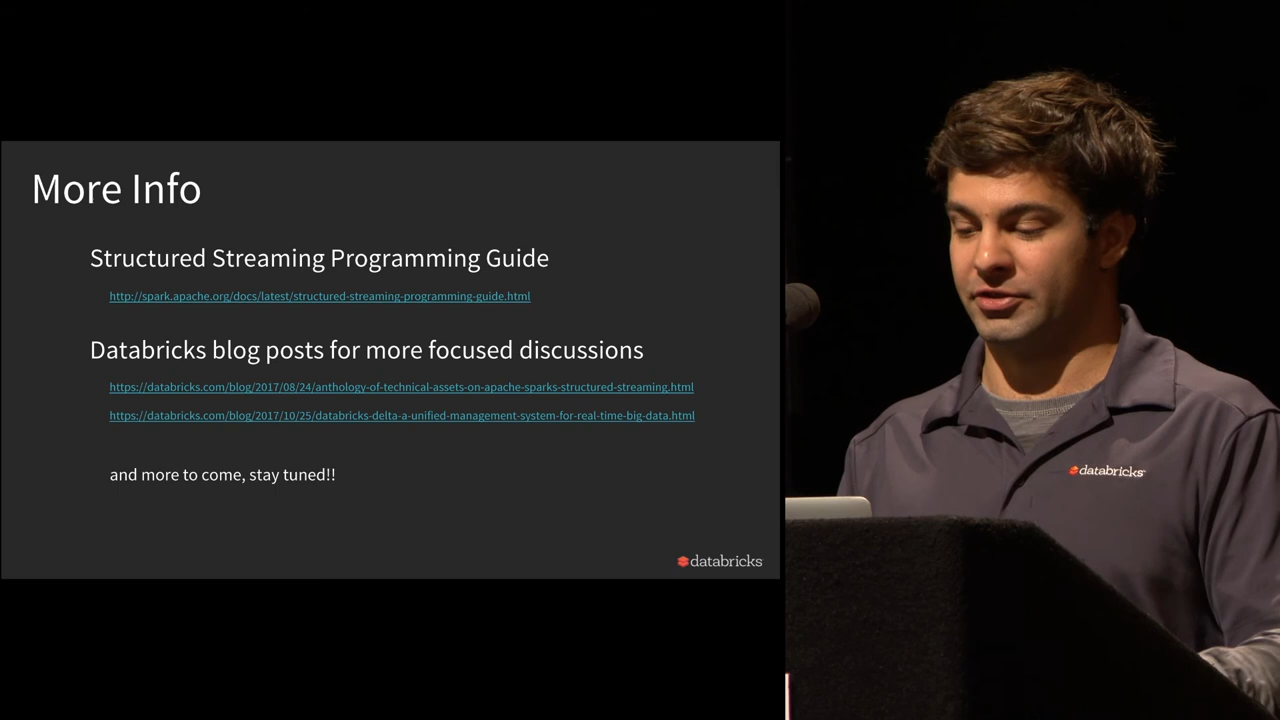 More Info
Structured Streaming Programming Guide
http://spark.apache.org/docs/latest/structured-streaming-programming-guide.html
Databricks blog posts for more focused discussions
https://databricks.com/blog/2017/08/24/anthology-of-technical-assets-on-apache-sparks-structured-streaming.html
https://databricks.com/blog/2017/10/25/databricks-delta-a-unified-management-system-for-real-time-big-data.html
and more to come, stay tuned!!
databricks
databricks